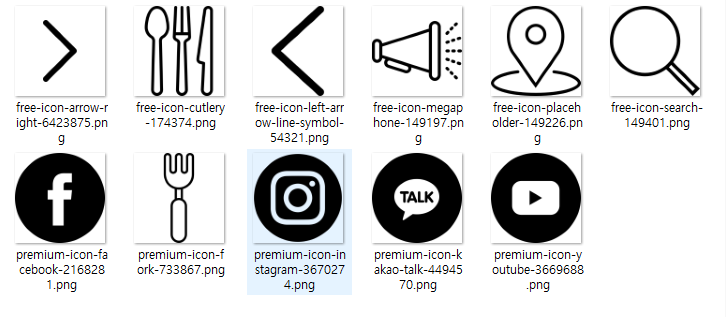 free-icon-arrow-r
ight-6423875.pn
g
free-icon-cutlery
-174374.png
free-icon-left-arr
ow-line-symbol-
54321.png
free-icon-megap
hone-149197.pn
g
free-icon-placeh
older-149226.pn
g
free-icon-search-
149401.png
TALK
premium-icon-fa
cebook-216828
1.png
premium-icon-f
ork-733867.png
premium-icon-in
stagram-367027
4.png
premium-icon-k
akao-talk-44945
70.png
premium-icon-y
outube-3669688
.png